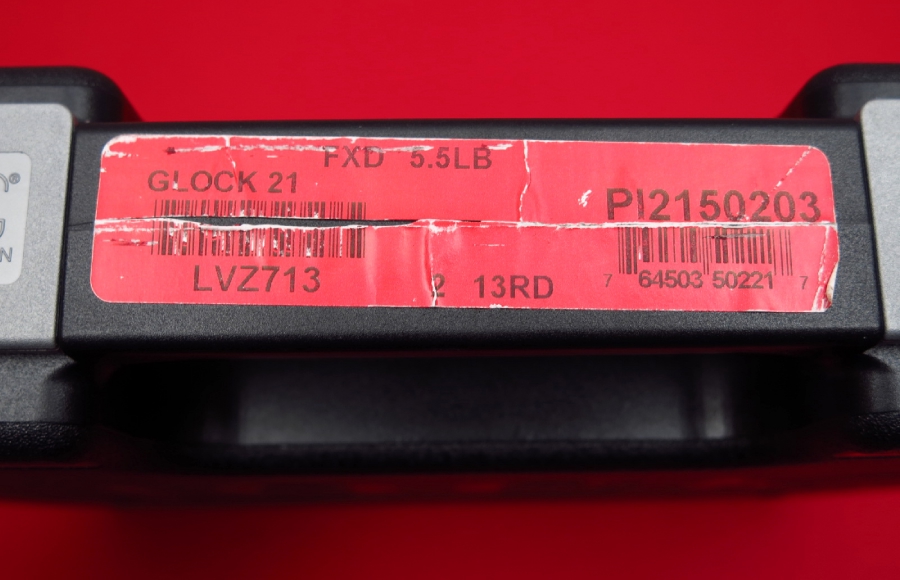 FXD 5.5LB
GLOCK 21
PI2150203
LVZ713
2 13RD
7 64503 50221 7